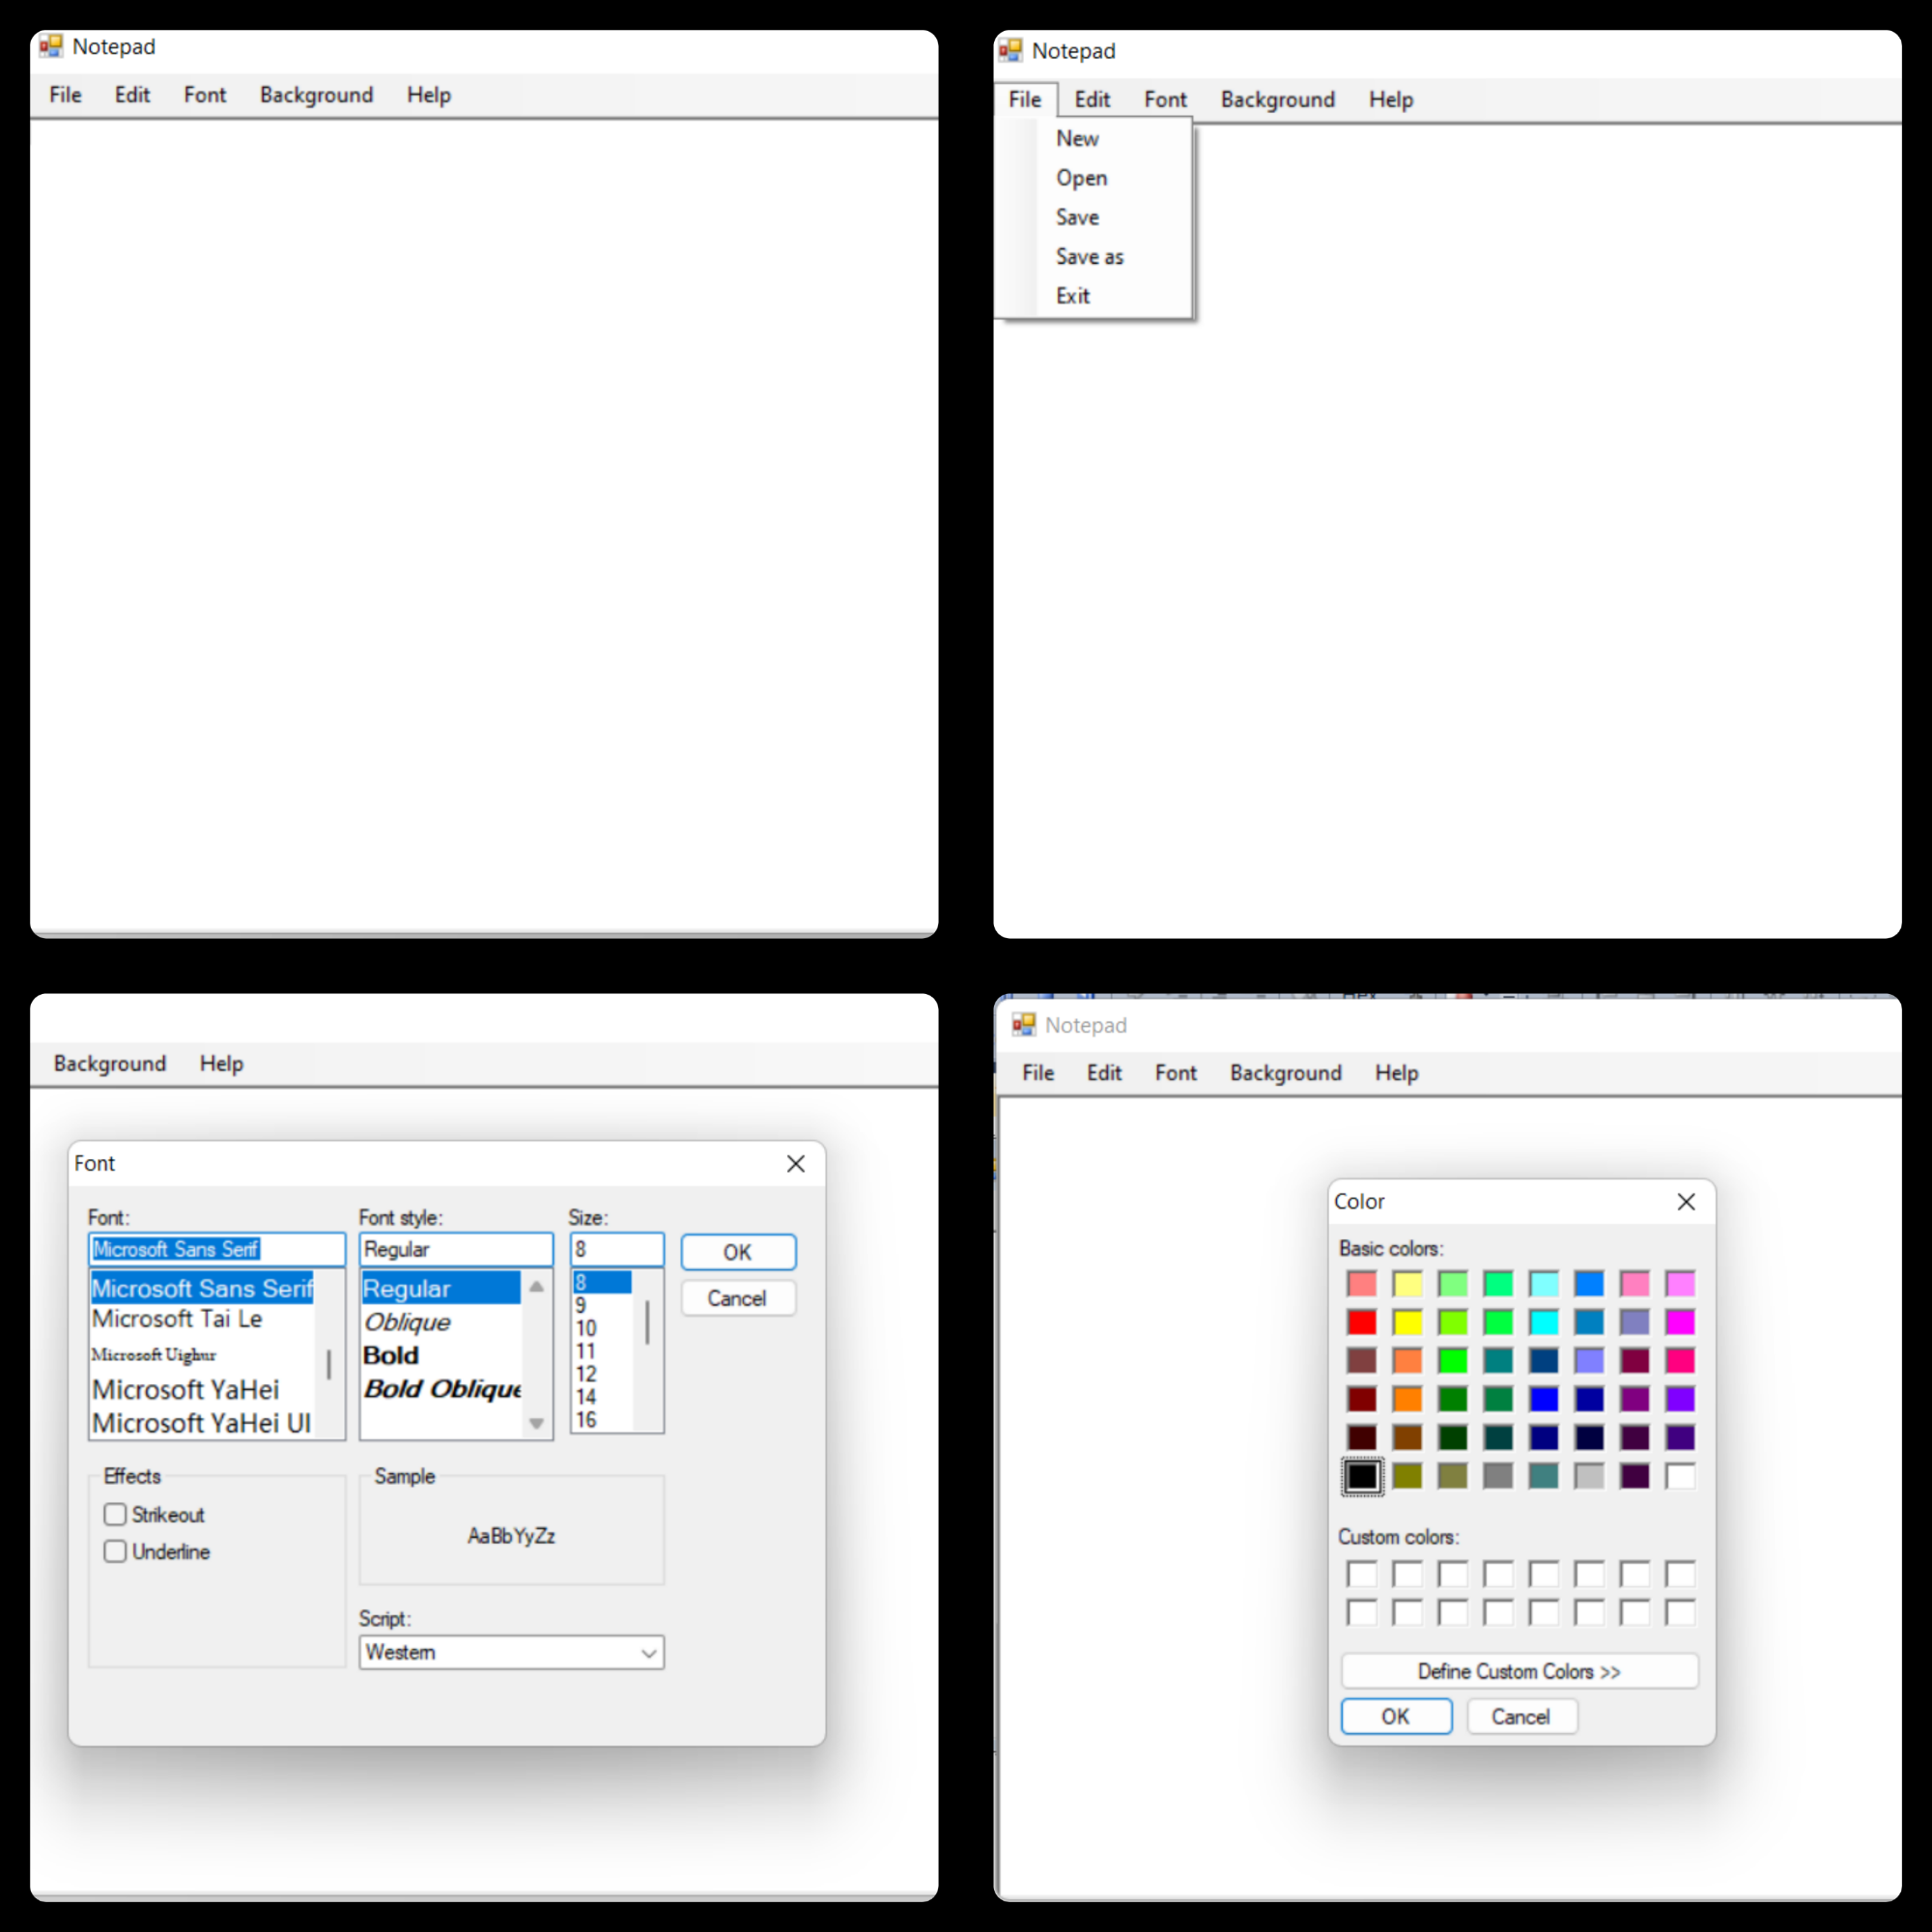 Notepad
File Edit Font Background Help
Notepad
File Edit Font Background Help
New
Open
Save
Save as
Exit
Background Help
Font
Font: Font style: Size:
Microsoft Sans Serif Regular 8 OK
Microsoft Sans Serif Regular 8
Microsoft Tai Le Oblique 9
Microsoft Uighur Bold 10
Microsoft YaHei Bold Oblique 11
Microsoft YaHei UI 12
14
16
Cancel
Effects Sample
Strikeout
AaBbYyZz
Underline
Script:
Western
Notepad
File Edit Font Background Help
Color
Basic colors:
Custom colors:
Define Custom Colors >>
OK Cancel